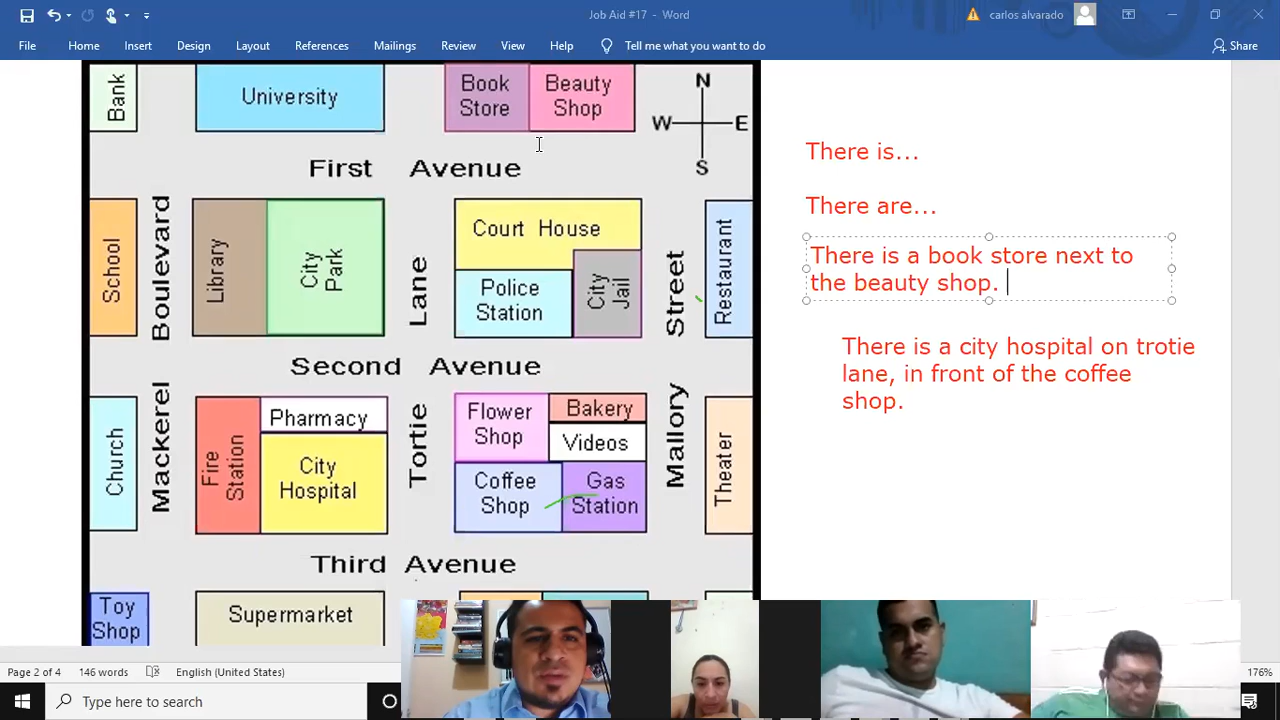 Job Aid #17 - Word
carlos alvarado
File Home Insert Design Layout References Mailings Review View Help Tell me what you want to do Share
Bank
University
Book Store
Beauty Shop
N
W E
S
First Avenue
School
Boulevard
Library
City Park
Lane
Court House
Police Station
City Jail
Street
Restaurant
Second Avenue
Church
Mackerel
Fire Station
Pharmacy
City Hospital
Tortie
Flower Shop
Bakery
Videos
Coffee Shop
Gas Station
Mallory
Theater
Third Avenue
Toy Shop
Supermarket
There is...
There are...
There is a book store next to
the beauty shop.
There is a city hospital on trotie
lane, in front of the coffee
shop.
Page 2 of 4 146 words English (United States) 176%
Type here to search